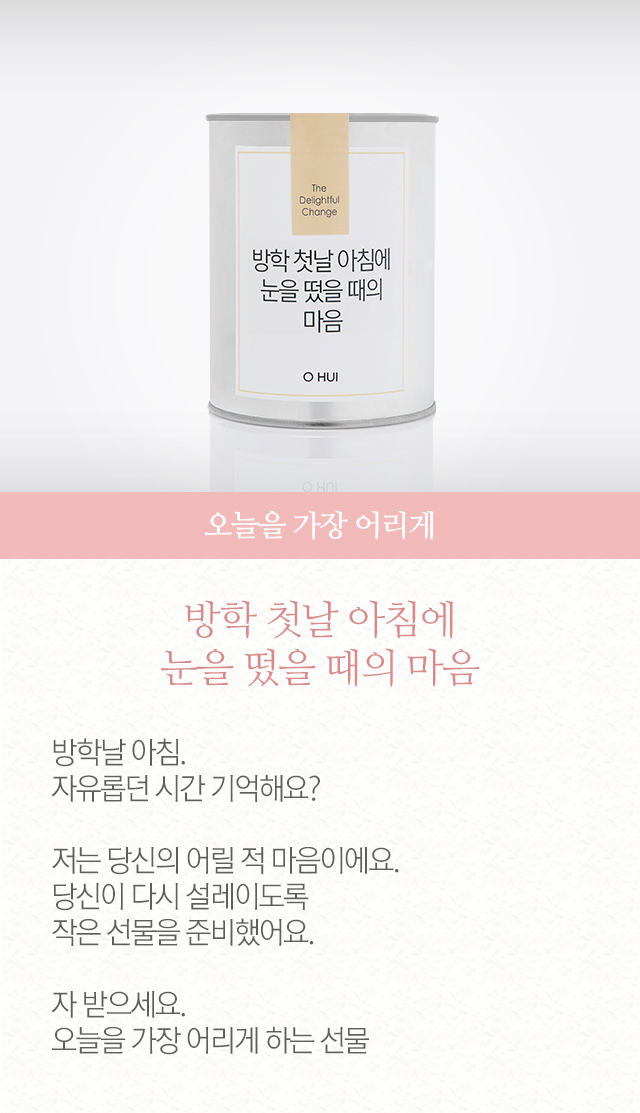 The
Delightful
Change
방학 첫날 아침에
눈을 떴을 때의
마음
O HUI
O HUI
오늘을 가장 어리게
방학 첫날 아침에
눈을 떴을 때의 마음
방학날 아침.
자유롭던 시간 기억해요?
저는 당신의 어릴 적 마음이에요.
당신이 다시 설레이도록
작은 선물을 준비했어요.
자 받으세요.
오늘을 가장 어리게 하는 선물